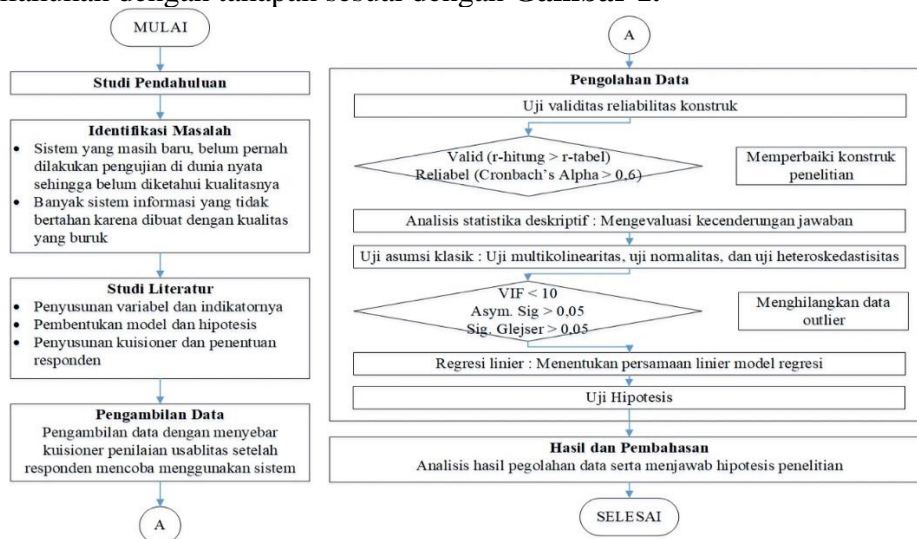 dengan tahapan sesuai dengan
MULAI
Studi Pendahuluan
Identifikasi Masalah
• Sistem yang masih baru, belum pernah
dilakukan pengujian di dunia nyata
sehingga belum diketahui kualitasnya
• Banyak sistem informasi yang tidak
bertahan karena dibuat dengan kualitas
yang buruk
Studi Literatur
• Penyusunan variabel dan indikatornya
• Pembentukan model dan hipotesis
• Penyusunan kuisioner dan penentuan
responden
Pengambilan Data
Pengambilan data dengan menyebar
kuisioner penilaian usablitas setelah
responden mencoba menggunakan sistem
A
A
Pengolahan Data
Uji validitas reliabilitas konstruk
Valid (r-hitung > r-tabel)
Reliabel (Cronbach's Alpha > 0,6)
Memperbaiki konstruk
penelitian
Analisis statistika deskriptif : Mengevaluasi kecenderungan jawaban
Uji asumsi klasik : Uji multikolinearitas, uji normalitas, dan uji heteroskedastisitas
VIF < 10
Asym. Sig > 0,05
Sig. Glejser > 0,05
Menghilangkan data
outlier
Regresi linier : Menentukan persamaan linier model regresi
Uji Hipotesis
Hasil dan Pembahasan
Analisis hasil pegolahan data serta menjawab hipotesis penelitian
SELESAI